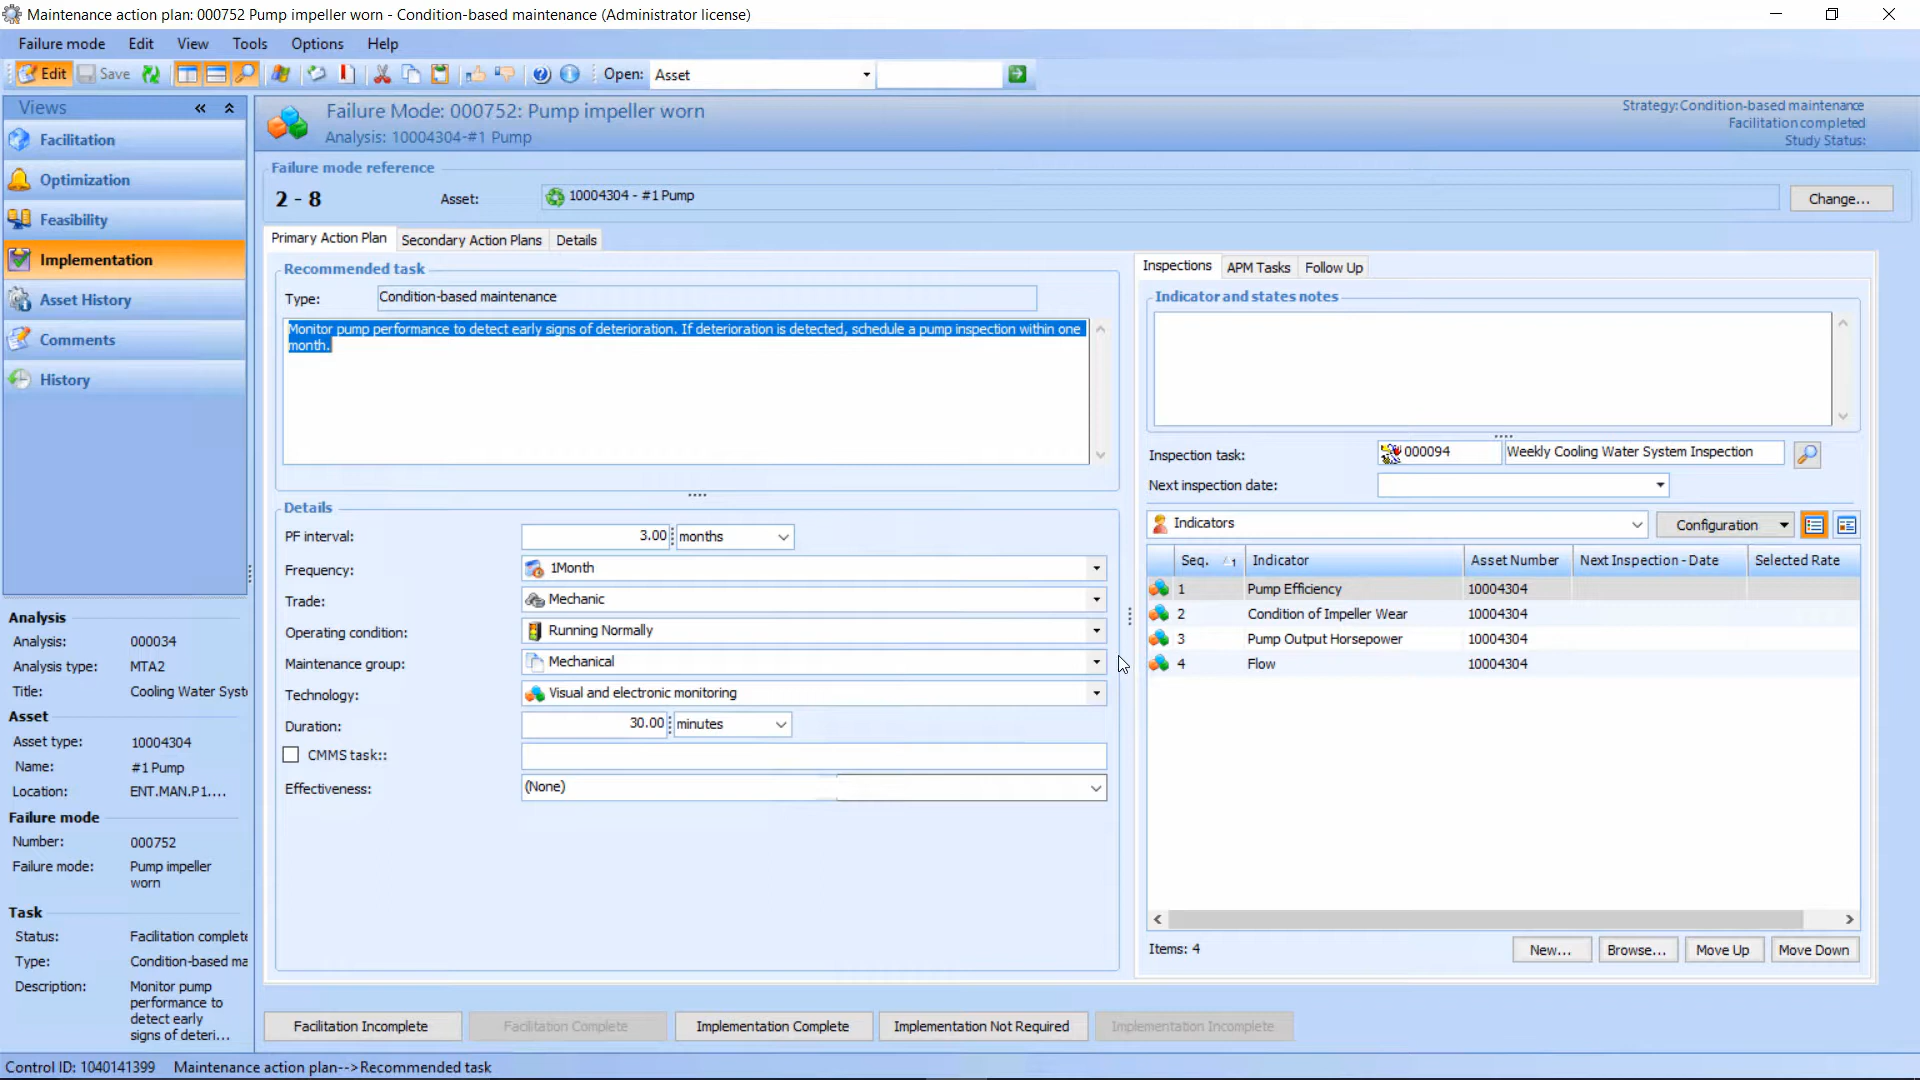 Maintenance action plan: 000752 Pump impeller worn - Condition-based maintenance (Administrator license)
Failure mode Edit View Tools Options Help
Edit Save Open: Asset
Views
Facilitation
Optimization
Feasibility
Implementation
Asset History
Comments
History
Analysis
Analysis: 000034
Analysis type: MTA2
Title: Cooling Water Syst
Asset
Asset type: 10004304
Name: #1 Pump
Location: ENT.MAN.P1....
Failure mode
Number: 000752
Failure mode: Pump impeller
worn
Task
Status: Facilitation complete
Type: Condition-based ma
Description: Monitor pump
performance to
detect early
signs of deteri...
Failure Mode: 000752: Pump impeller worn
Analysis: 10004304-#1 Pump
Strategy:Condition-based maintenance
Facilitation completed
Study Status:
Failure mode reference
2 - 8 Asset: 10004304 - #1 Pump Change...
Primary Action Plan Secondary Action Plans Details
Recommended task
Type: Condition-based maintenance
Monitor pump performance to detect early signs of deterioration. If deterioration is detected, schedule a pump inspection within one
month.
Details
PF interval: 3.00 months
Frequency: 1Month
Trade: Mechanic
Operating condition: Running Normally
Maintenance group: Mechanical
Technology: Visual and electronic monitoring
Duration: 30.00 minutes
CMMS task::
Effectiveness: (None)
Inspections APM Tasks Follow Up
Indicator and states notes
Inspection task: 000094 Weekly Cooling Water System Inspection
Next inspection date:
Indicators Configuration
Seq. 1 Indicator Asset Number Next Inspection - Date Selected Rate
1 Pump Efficiency 10004304
2 Condition of Impeller Wear 10004304
3 Pump Output Horsepower 10004304
4 Flow 10004304
Items: 4 New... Browse... Move Up Move Down
Facilitation Incomplete Facilitation Complete Implementation Complete Implementation Not Required Implementation Incomplete
Control ID: 1040141399 Maintenance action plan-->Recommended task